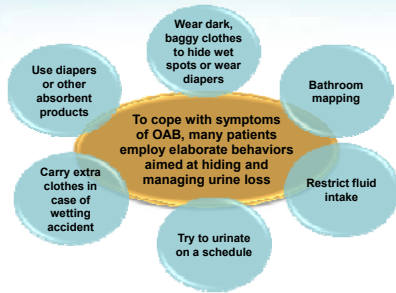 Wear dark,
baggy clothes
to hide wet
spots or wear
diapers
Use diapers
or other
absorbent
products
Bathroom
mapping
To cope with symptoms
of OAB, many patients
employ elaborate behaviors
aimed at hiding and
managing urine loss
Carry extra
clothes in
case of
wetting
accident
Restrict fluid
intake
Try to urinate
on a schedule